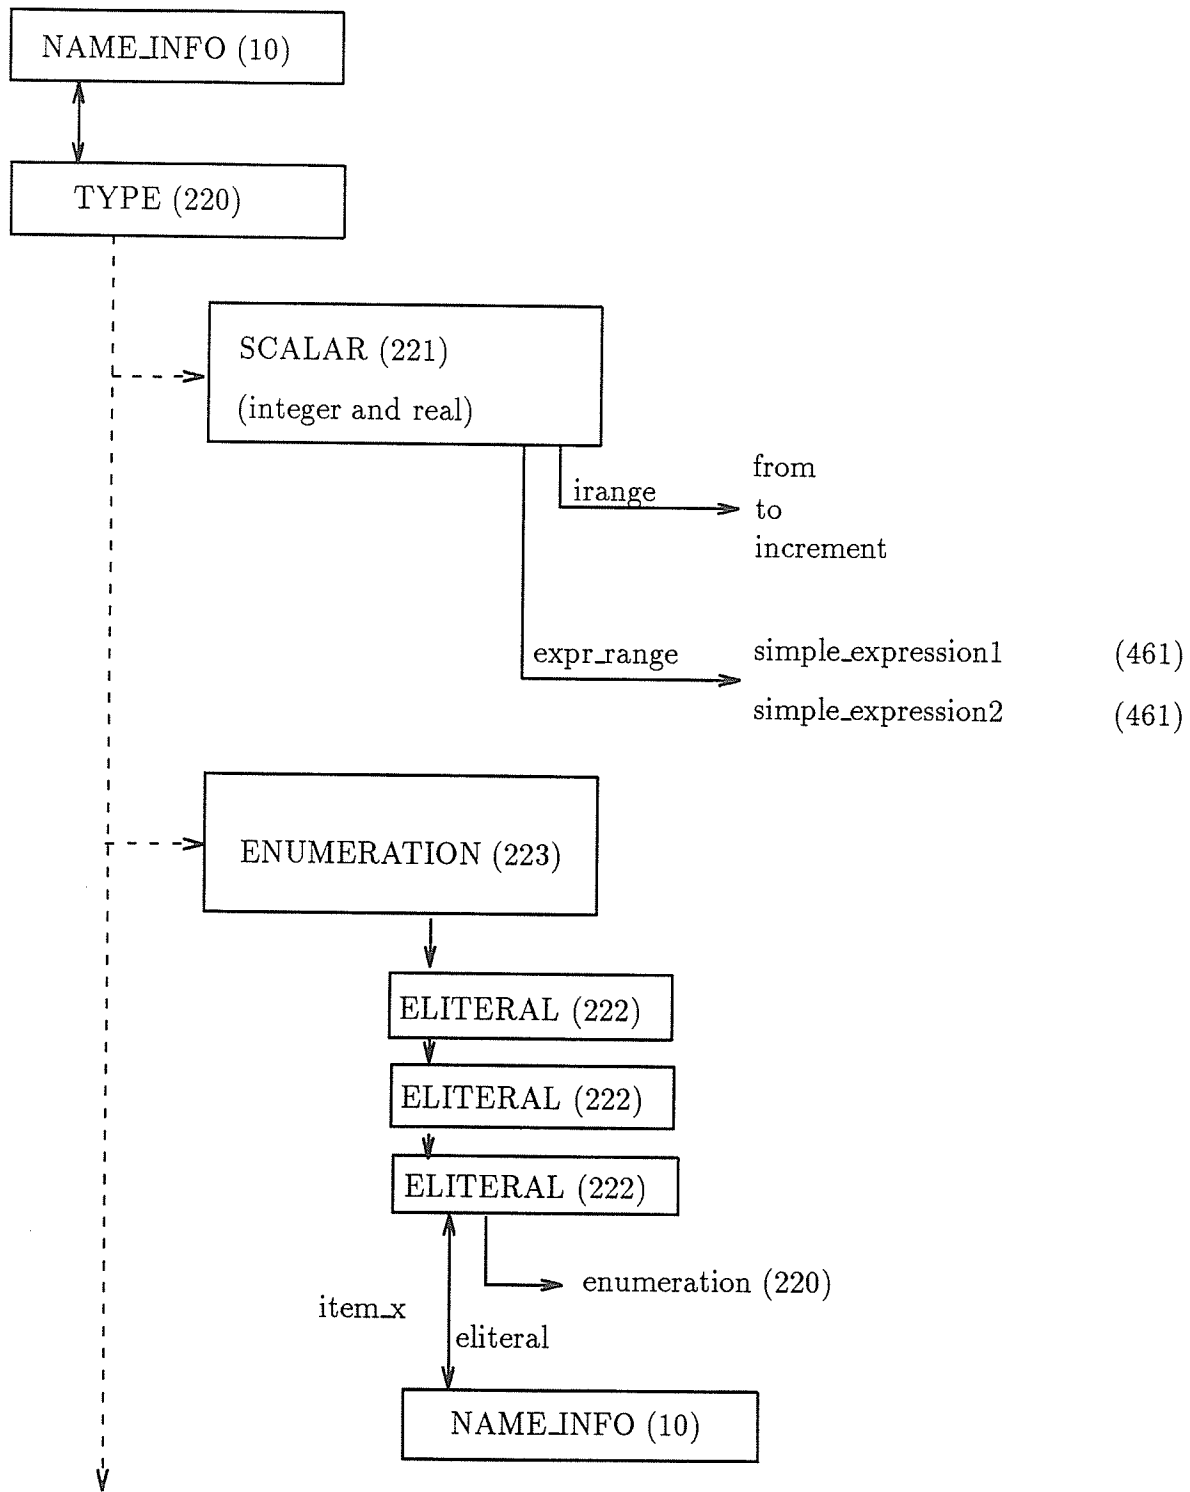 NAME_INFO (10)
TYPE (220)
SCALAR (221)
(integer and real)
from
irange
to
increment
expr_range
simple_expression1 (461)
simple_expression2 (461)
ENUMERATION (223)
ELITERAL (222)
ELITERAL (222)
ELITERAL (222)
enumeration (220)
item_x
eliteral
NAME_INFO (10)